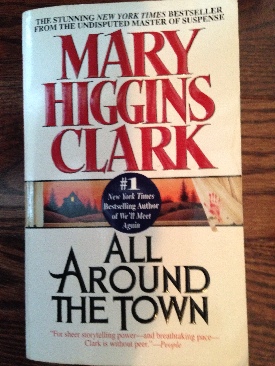 THE STUNNING NEW YORK TIMES BESTSELLER
FROM THE UNDISPUTED MASTER OF SUSPENSE
MARY
HIGGINS
CLARK
#1
New York Times
Bestselling Author
of We'll Meet
Again
ALL
AROUND
THE TOWN
"For sheer storytelling power—and breathtaking pace—
Clark is without peer." —People